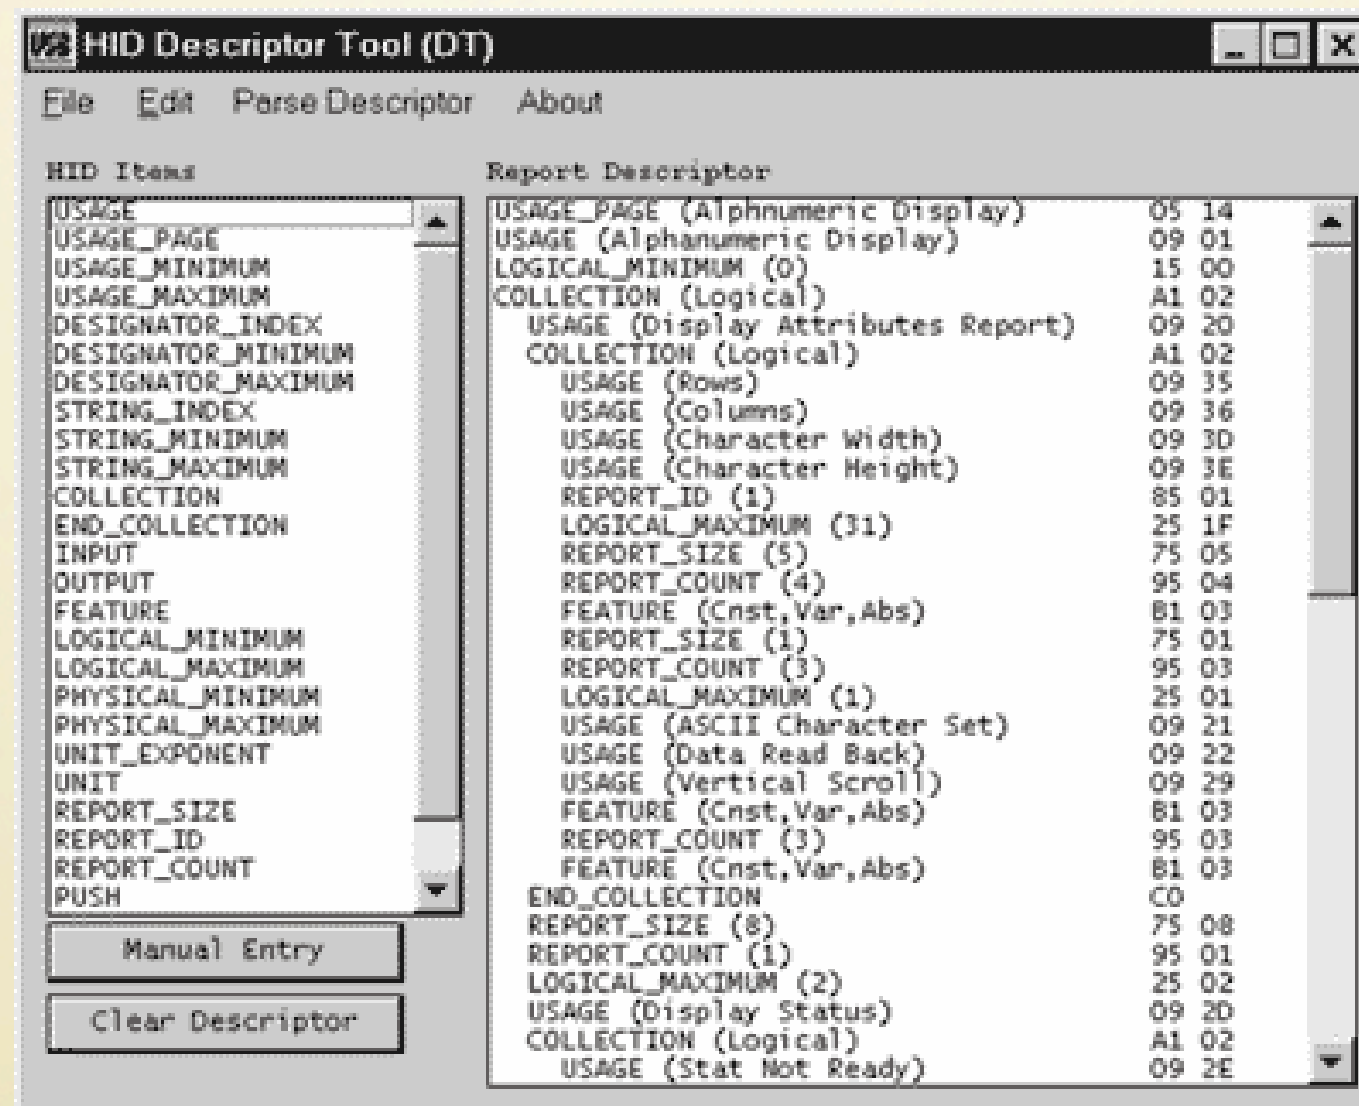 HID Descriptor Tool (DT)
File Edit Parse Descriptor About
HID Items
USAGE
USAGE_PAGE
USAGE_MINIMUM
USAGE_MAXIMUM
DESIGNATOR_INDEX
DESIGNATOR_MINIMUM
DESIGNATOR_MAXIMUM
STRING_INDEX
STRING_MINIMUM
STRING_MAXIMUM
COLLECTION
END_COLLECTION
INPUT
OUTPUT
FEATURE
LOGICAL_MINIMUM
LOGICAL_MAXIMUM
PHYSICAL_MINIMUM
PHYSICAL_MAXIMUM
UNIT_EXPONENT
UNIT
REPORT_SIZE
REPORT_ID
REPORT_COUNT
PUSH
Manual Entry
Clear Descriptor
Report Descriptor
USAGE_PAGE (Alphnumeric Display) 05 14
USAGE (Alphanumeric Display) 09 01
LOGICAL_MINIMUM (0) 15 00
COLLECTION (Logical) A1 02
USAGE (Display Attributes Report) 09 20
COLLECTION (Logical) A1 02
USAGE (Rows) 09 35
USAGE (Columns) 09 36
USAGE (Character Width) 09 3D
USAGE (Character Height) 09 3E
REPORT_ID (1) 85 01
LOGICAL_MAXIMUM (31) 25 1F
REPORT_SIZE (5) 75 05
REPORT_COUNT (4) 95 04
FEATURE (Cnst,Var,Abs) B1 03
REPORT_SIZE (1) 75 01
REPORT_COUNT (3) 95 03
LOGICAL_MAXIMUM (1) 25 01
USAGE (ASCII Character Set) 09 21
USAGE (Data Read Back) 09 22
USAGE (Vertical Scroll) 09 29
FEATURE (Cnst,Var,Abs) B1 03
REPORT_COUNT (3) 95 03
FEATURE (Cnst,Var,Abs) B1 03
END_COLLECTION C0
REPORT_SIZE (8) 75 08
REPORT_COUNT (1) 95 01
LOGICAL_MAXIMUM (2) 25 02
USAGE (Display Status) 09 2D
COLLECTION (Logical) A1 02
USAGE (Stat Not Ready) 09 2E